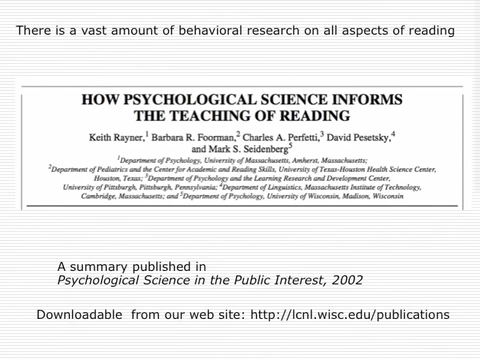 There is a vast amount of behavioral research on all aspects of reading
HOW PSYCHOLOGICAL SCIENCE INFORMS
THE TEACHING OF READING
Keith Rayner,¹ Barbara R. Foorman,² Charles A. Perfetti,³ David Pesetsky,⁴
and Mark S. Seidenberg⁵
¹Department of Psychology, University of Massachusetts, Amherst, Massachusetts;
²Department of Pediatrics and the Center for Academic and Reading Skills, University of Texas-Houston Health Science Center,
Houston, Texas; ³Department of Psychology and the Learning Research and Development Center,
University of Pittsburgh, Pittsburgh, Pennsylvania; ⁴Department of Linguistics, Massachusetts Institute of Technology,
Cambridge, Massachusetts; and ⁵Department of Psychology, University of Wisconsin, Madison, Wisconsin
A summary published in
Psychological Science in the Public Interest, 2002
Downloadable from our web site: http://lcnl.wisc.edu/publications